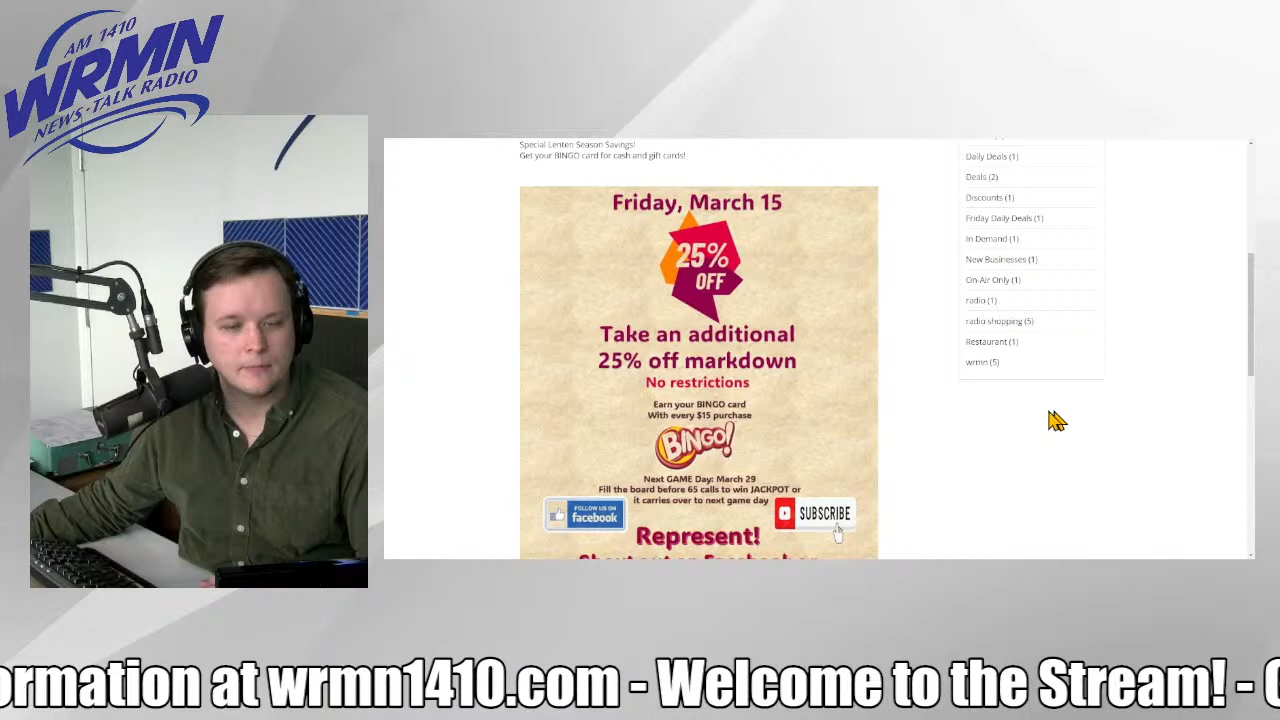 AM 1410
WRMN
NEWS·TALK RADIO
Special Lenten Season Savings!
Get your BINGO card for cash and gift cards!
Friday, March 15
25%
OFF
Take an additional
25% off markdown
No restrictions
Earn your BINGO card
With every $15 purchase
BINGO!
Next GAME Day: March 29
Fill the board before 65 calls to win JACKPOT or
it carries over to next game day
FOLLOW US ON
facebook
SUBSCRIBE
Represent!
Daily Deals (1)
Deals (2)
Discounts (1)
Friday Daily Deals (1)
In Demand (1)
New Businesses (1)
On-Air Only (1)
radio (1)
radio shopping (5)
Restaurant (1)
wrmn (5)
ormation at wrmn1410.com - Welcome to the Stream! -